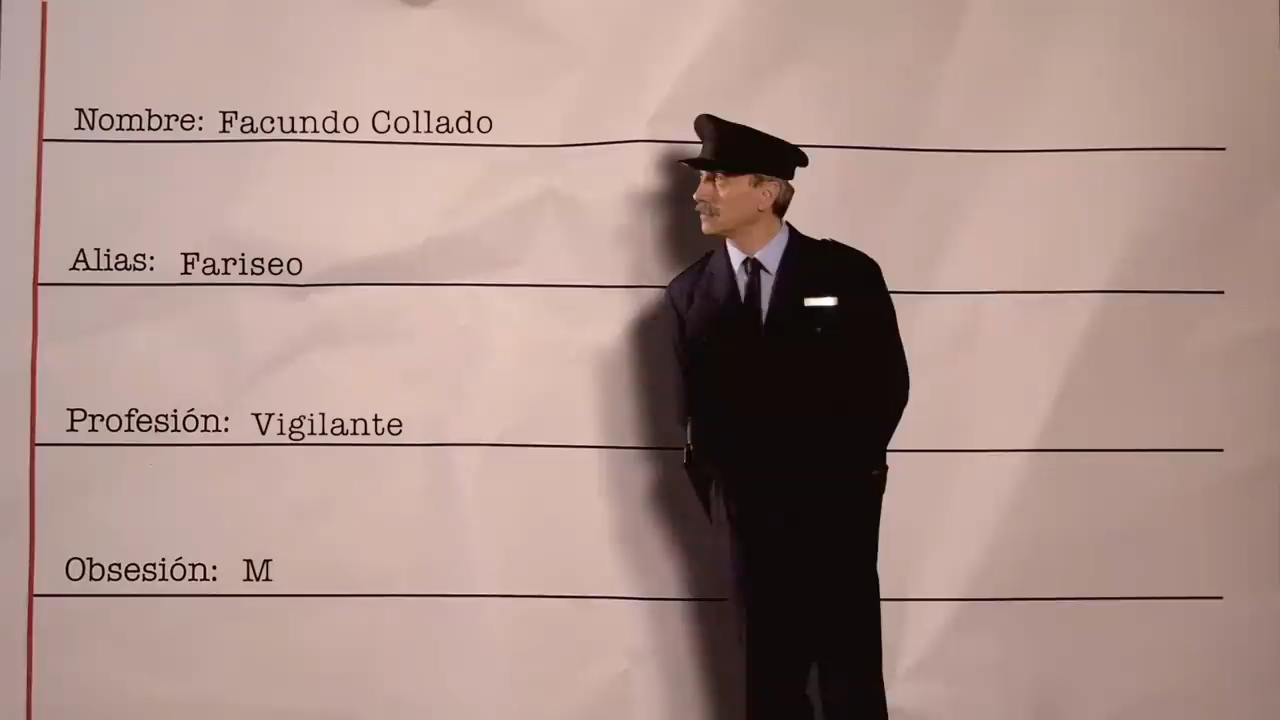 Nombre: Facundo Collado
Alias: Fariseo
Profesión: Vigilante
Obsesión: M